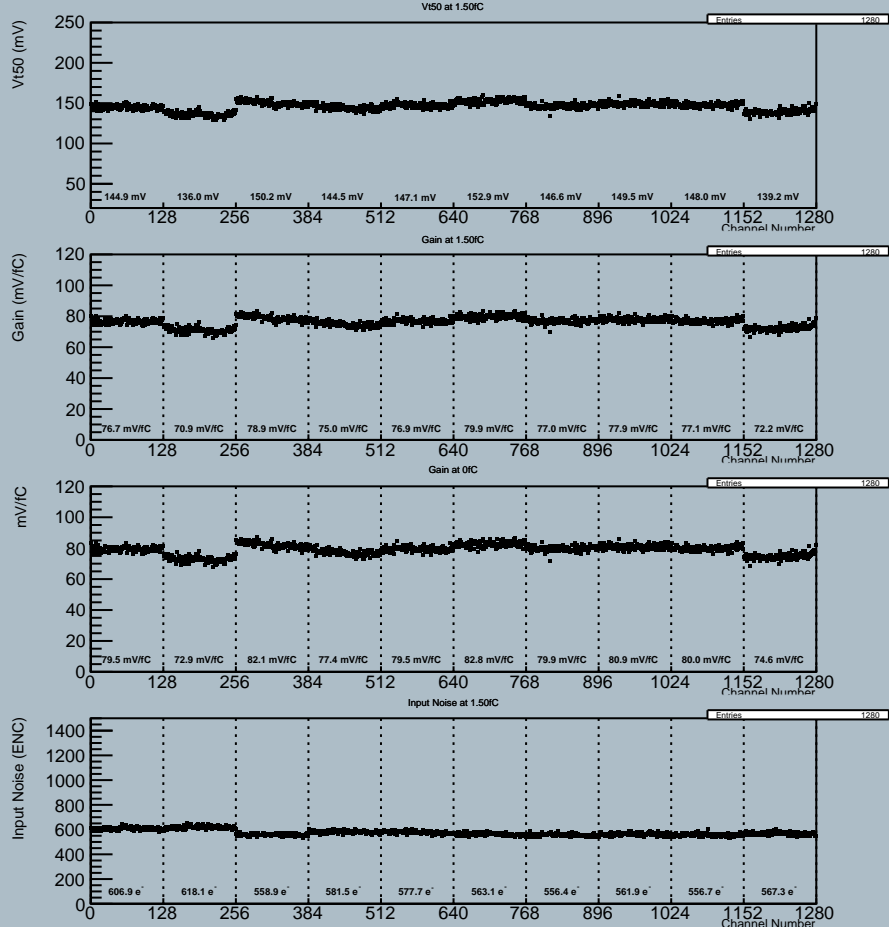 Vt50 at 1.50fC
Entries 1280
Vt50 (mV)
250
200
150
100
50
144.9 mV 136.0 mV 150.2 mV 144.5 mV 147.1 mV 152.9 mV 146.6 mV 149.5 mV 148.0 mV 139.2 mV
0 128 256 384 512 640 768 896 1024 1152 1280
Channel Number
Gain at 1.50fC
Entries 1280
Gain (mV/fC)
120
100
80
60
40
20
0
76.7 mV/fC 70.9 mV/fC 78.9 mV/fC 75.0 mV/fC 76.9 mV/fC 79.9 mV/fC 77.0 mV/fC 77.9 mV/fC 77.1 mV/fC 72.2 mV/fC
0 128 256 384 512 640 768 896 1024 1152 1280
Channel Number
Gain at 0fC
Entries 1280
mV/fC
120
100
80
60
40
20
0
79.5 mV/fC 72.9 mV/fC 82.1 mV/fC 77.4 mV/fC 79.5 mV/fC 82.8 mV/fC 79.9 mV/fC 80.9 mV/fC 80.0 mV/fC 74.6 mV/fC
0 128 256 384 512 640 768 896 1024 1152 1280
Channel Number
Input Noise at 1.50fC
Entries 1280
Input Noise (ENC)
1400
1200
1000
800
600
400
200
0
606.9 e⁻ 618.1 e⁻ 558.9 e⁻ 581.5 e⁻ 577.7 e⁻ 563.1 e⁻ 556.4 e⁻ 561.9 e⁻ 556.7 e⁻ 567.3 e⁻
0 128 256 384 512 640 768 896 1024 1152 1280
Channel Number